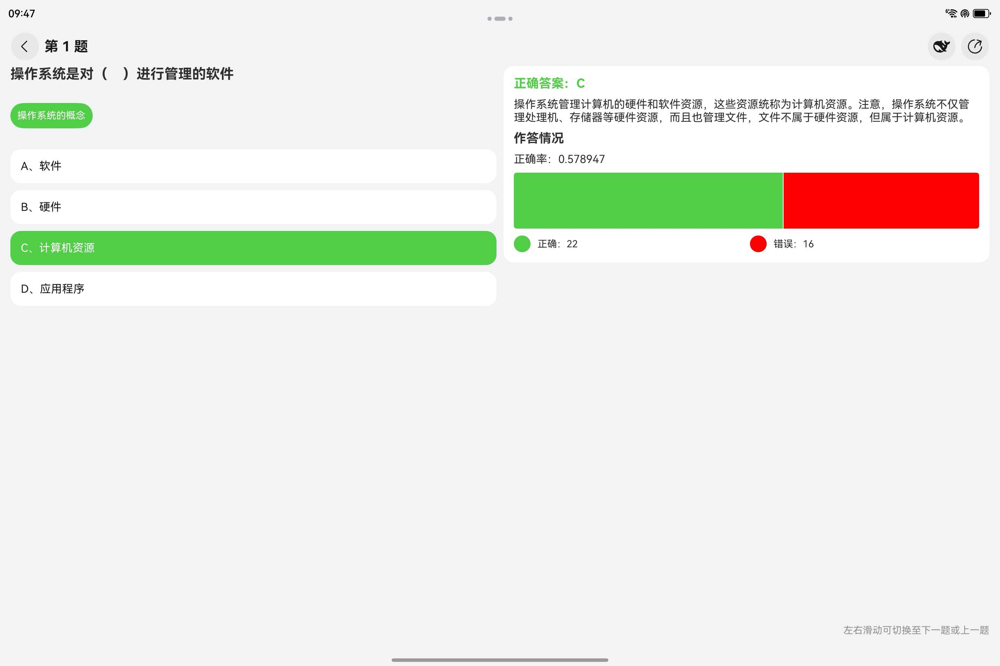 09:47
第 1 题
操作系统是对（　）进行管理的软件
操作系统的概念
A、软件
B、硬件
C、计算机资源
D、应用程序
正确答案：C
操作系统管理计算机的硬件和软件资源，这些资源统称为计算机资源。注意，操作系统不仅管
理处理机、存储器等硬件资源，而且也管理文件，文件不属于硬件资源，但属于计算机资源。
作答情况
正确率：0.578947
正确：22
错误：16
左右滑动可切换至下一题或上一题